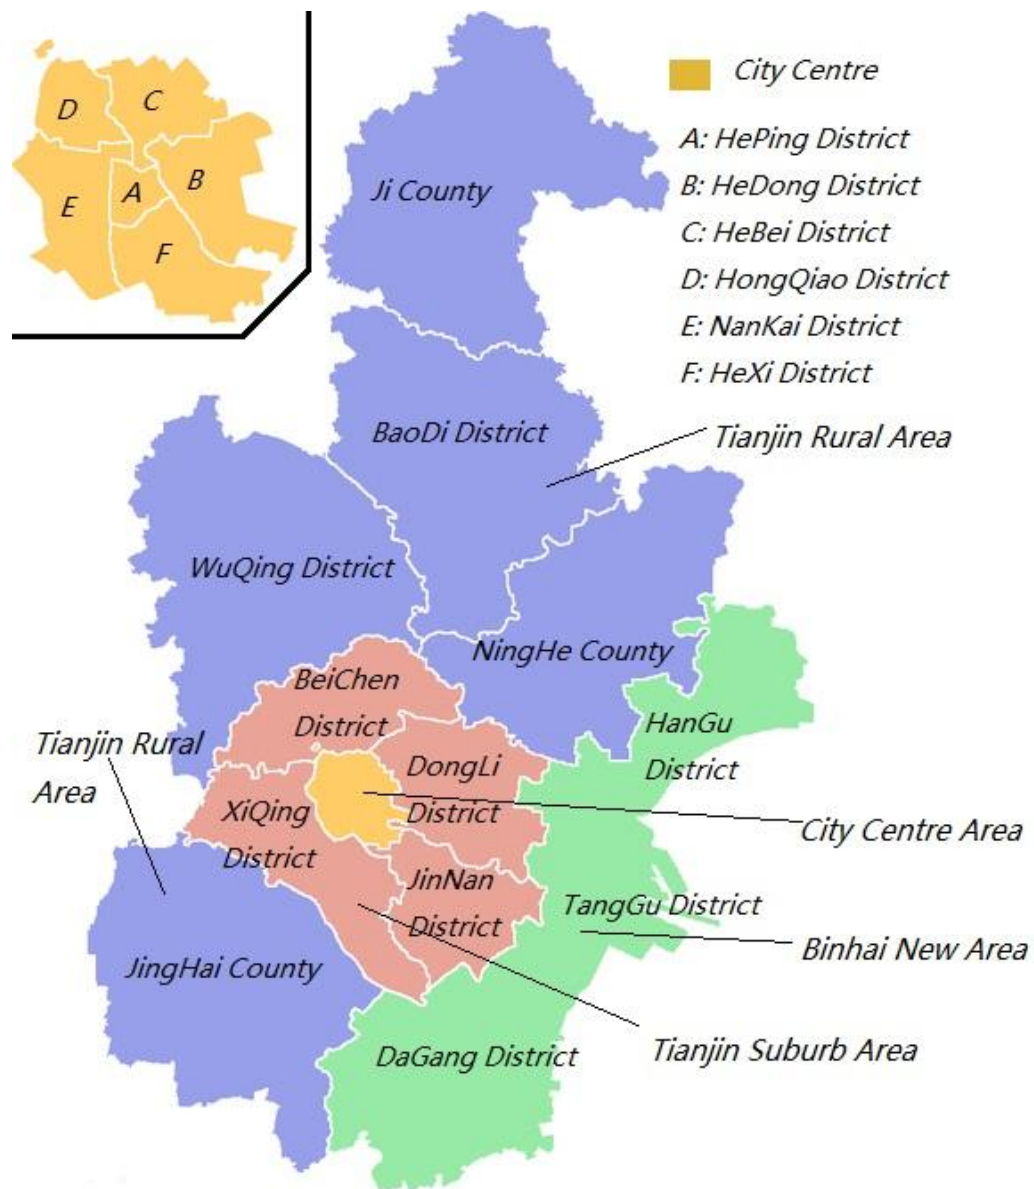 D
C
A
B
E
F
City Centre
A: HePing District
B: HeDong District
C: HeBei District
D: HongQiao District
E: NanKai District
F: HeXi District
Ji County
BaoDi District
Tianjin Rural Area
WuQing District
NingHe County
BeiChen
District
HanGu
District
Tianjin Rural
Area
DongLi
District
XiQing
District
City Centre Area
JinNan
District
TangGu District
Binhai New Area
JingHai County
DaGang District
Tianjin Suburb Area